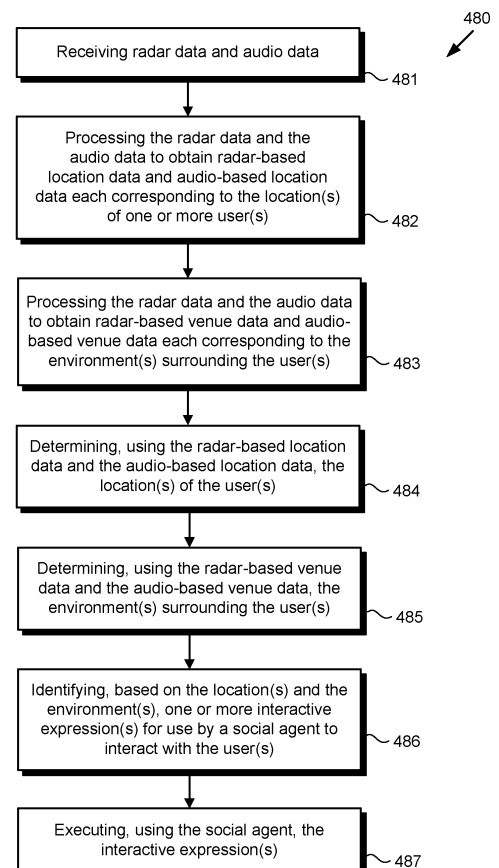 480
Receiving radar data and audio data
481
Processing the radar data and the
audio data to obtain radar-based
location data and audio-based location
data each corresponding to the location(s)
of one or more user(s)
482
Processing the radar data and the audio data
to obtain radar-based venue data and audio-
based venue data each corresponding to the
environment(s) surrounding the user(s)
483
Determining, using the radar-based location
data and the audio-based location data, the
location(s) of the user(s)
484
Determining, using the radar-based venue
data and the audio-based venue data, the
environment(s) surrounding the user(s)
485
Identifying, based on the location(s) and the
environment(s), one or more interactive
expression(s) for use by a social agent to
interact with the user(s)
486
Executing, using the social agent, the
interactive expression(s)
487